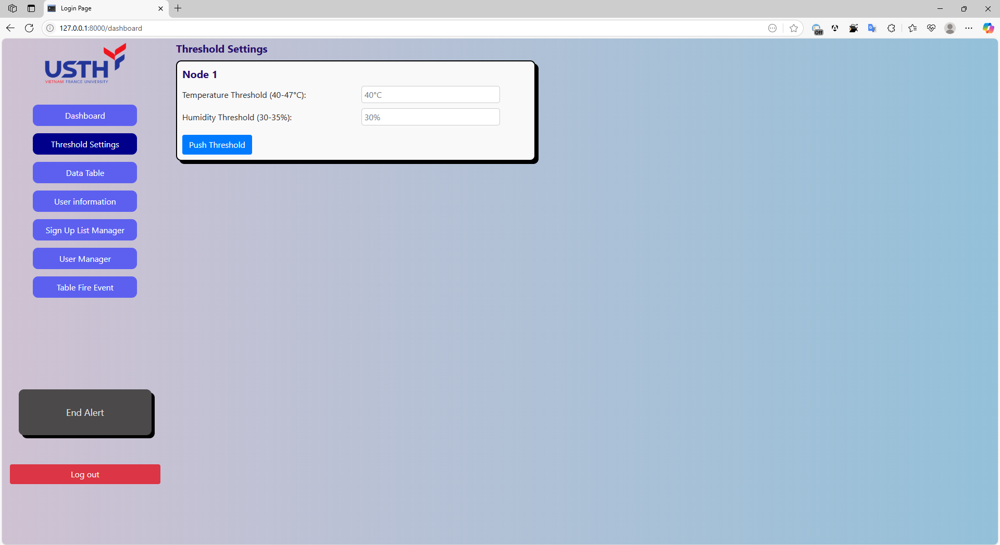 Login Page
127.0.0.1:8000/dashboard
Off
USTH
VIETNAM FRANCE UNIVERSITY
Dashboard
Threshold Settings
Data Table
User information
Sign Up List Manager
User Manager
Table Fire Event
End Alert
Log out
Threshold Settings
Node 1
Temperature Threshold (40-47°C):
40°C
Humidity Threshold (30-35%):
30%
Push Threshold